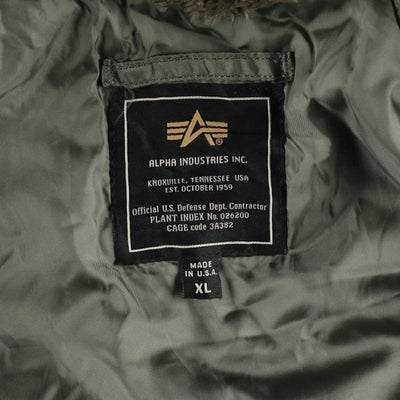 ALPHA INDUSTRIES INC.
KNOXVILLE, TENNESSEE USA
EST. OCTOBER 1959
Official U.S. Defense Dept. Contractor
PLANT INDEX No. 026200
CAGE code 3A382
MADE
IN U.S.A.
XL